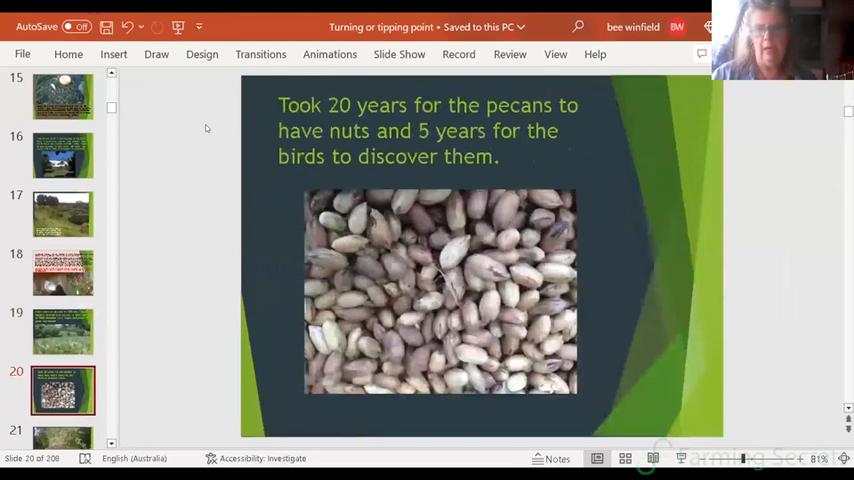 AutoSave Off
Turning or tipping point • Saved to this PC
bee winfield BW
File Home Insert Draw Design Transitions Animations Slide Show Record Review View Help
15
16
17
18
19
20
21
Took 20 years for the pecans to
have nuts and 5 years for the
birds to discover them.
Slide 20 of 208 English (Australia) Accessibility: Investigate Notes 81%
Farming Secret